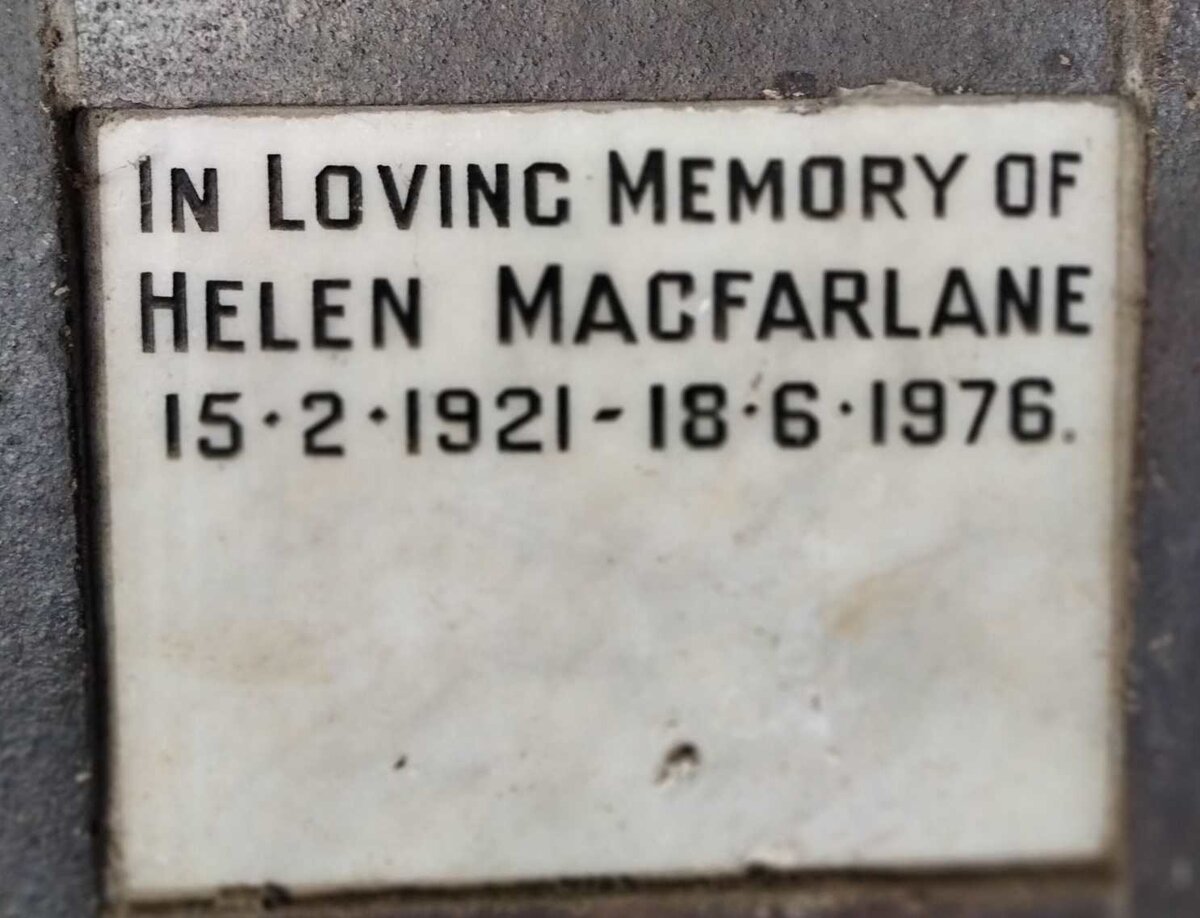 IN LOVING MEMORY OF
HELEN MACFARLANE
15·2·1921-18·6·1976.